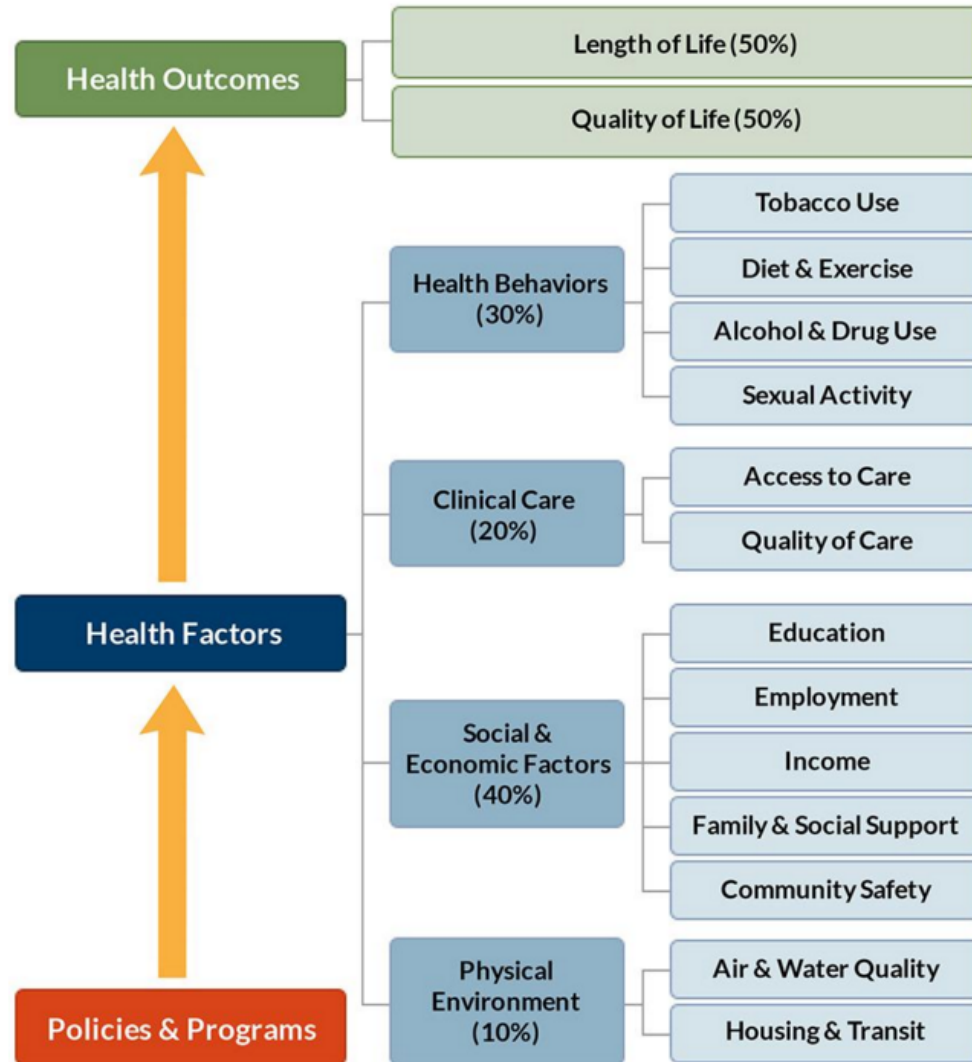 Health Outcomes
Length of Life (50%)
Quality of Life (50%)
Health Factors
Health Behaviors
(30%)
Tobacco Use
Diet & Exercise
Alcohol & Drug Use
Sexual Activity
Clinical Care
(20%)
Access to Care
Quality of Care
Social &
Economic Factors
(40%)
Education
Employment
Income
Family & Social Support
Community Safety
Physical
Environment
(10%)
Air & Water Quality
Housing & Transit
Policies & Programs